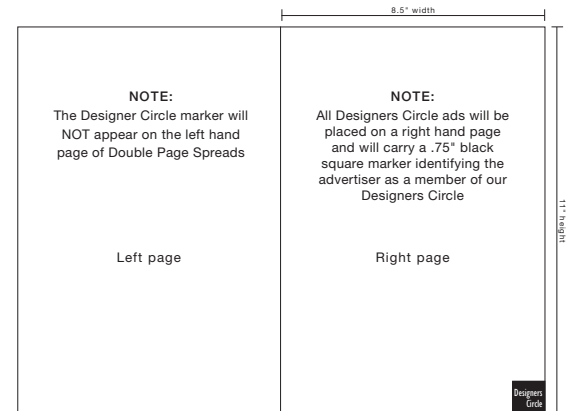 8.5" width
NOTE:
The Designer Circle marker will
NOT appear on the left hand
page of Double Page Spreads
Left page
NOTE:
All Designers Circle ads will be
placed on a right hand page
and will carry a .75" black
square marker identifying the
advertiser as a member of our
Designers Circle
Right page
11" height
Designers
Circle